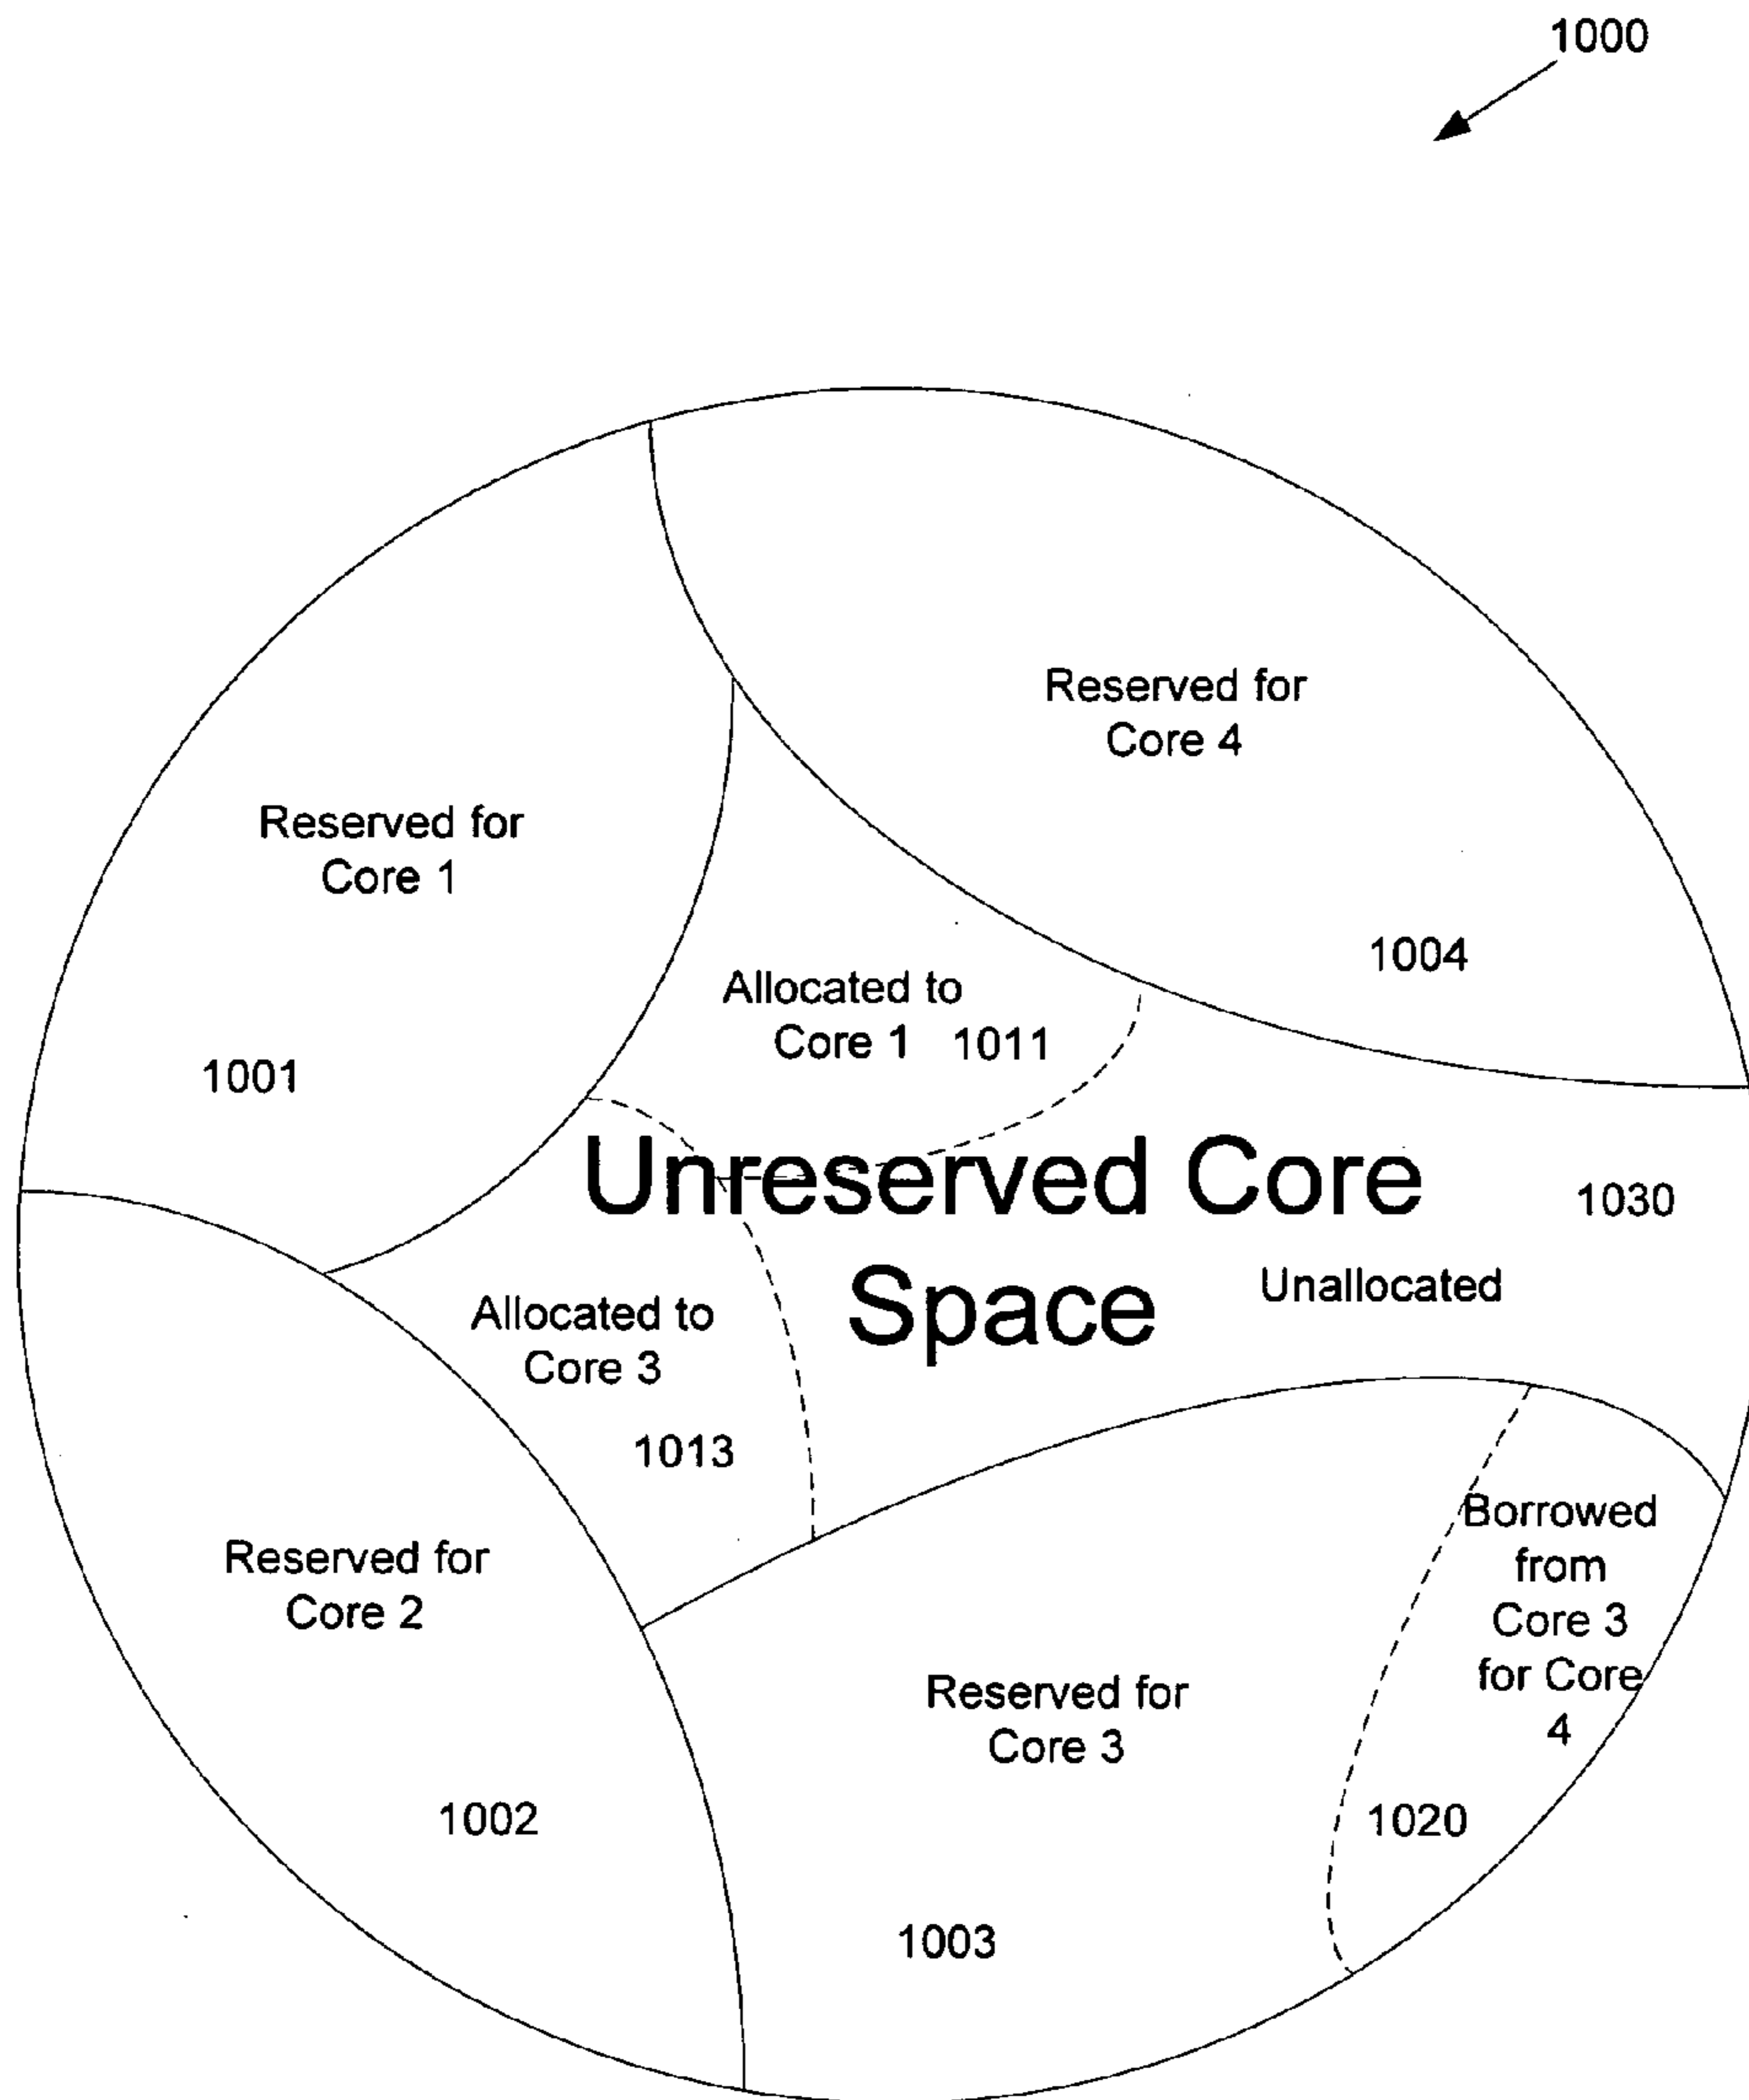 1000
Reserved for
Core 4
1004
Reserved for
Core 1
1001
Allocated to
Core 1 1011
Unreserved Core
Space
1030
Unallocated
Allocated to
Core 3
1013
Reserved for
Core 2
1002
Reserved for
Core 3
1003
Borrowed
from
Core 3
for Core
4
1020